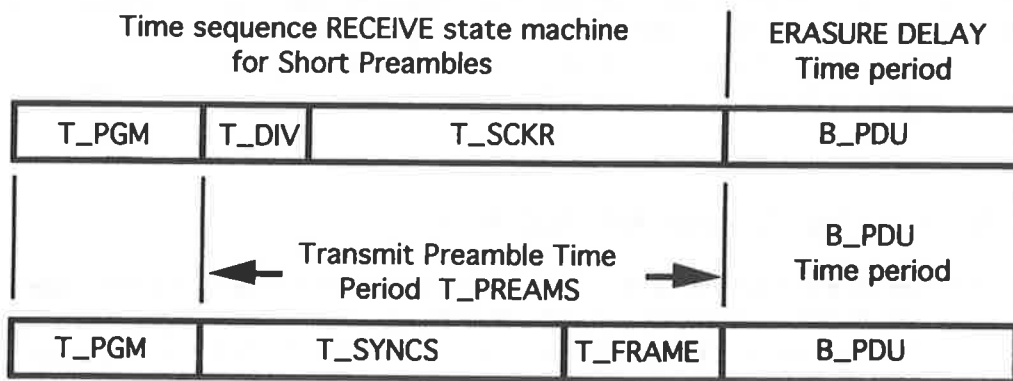 Time sequence RECEIVE state machine
for Short Preambles
ERASURE DELAY
Time period
T_PGM
T_DIV
T_SCKR
B_PDU
Transmit Preamble Time
Period T_PREAMS
B_PDU
Time period
T_PGM
T_SYNCS
T_FRAME
B_PDU